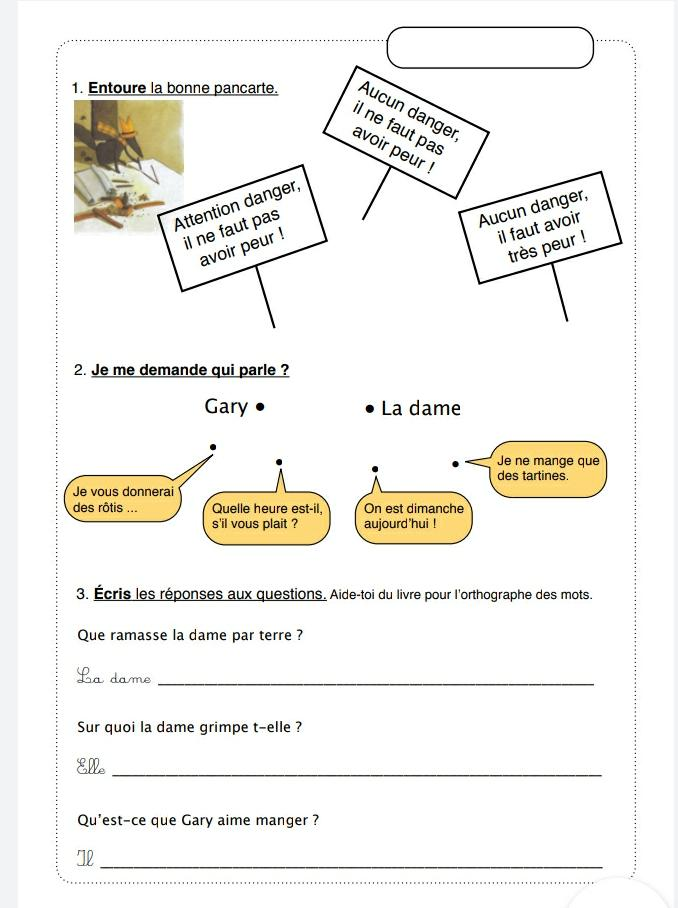 1. Entoure la bonne pancarte.
Aucun danger,
il ne faut pas
avoir peur !
Attention danger,
il ne faut pas
avoir peur !
Aucun danger,
il faut avoir
très peur !
2. Je me demande qui parle ?
Gary • • La dame
Je vous donnerai
des rôtis ...
Quelle heure est-il,
s'il vous plait ?
On est dimanche
aujourd'hui !
Je ne mange que
des tartines.
3. Écris les réponses aux questions. Aide-toi du livre pour l'orthographe des mots.
Que ramasse la dame par terre ?
La dame
Sur quoi la dame grimpe t-elle ?
Elle
Qu'est-ce que Gary aime manger ?
Il